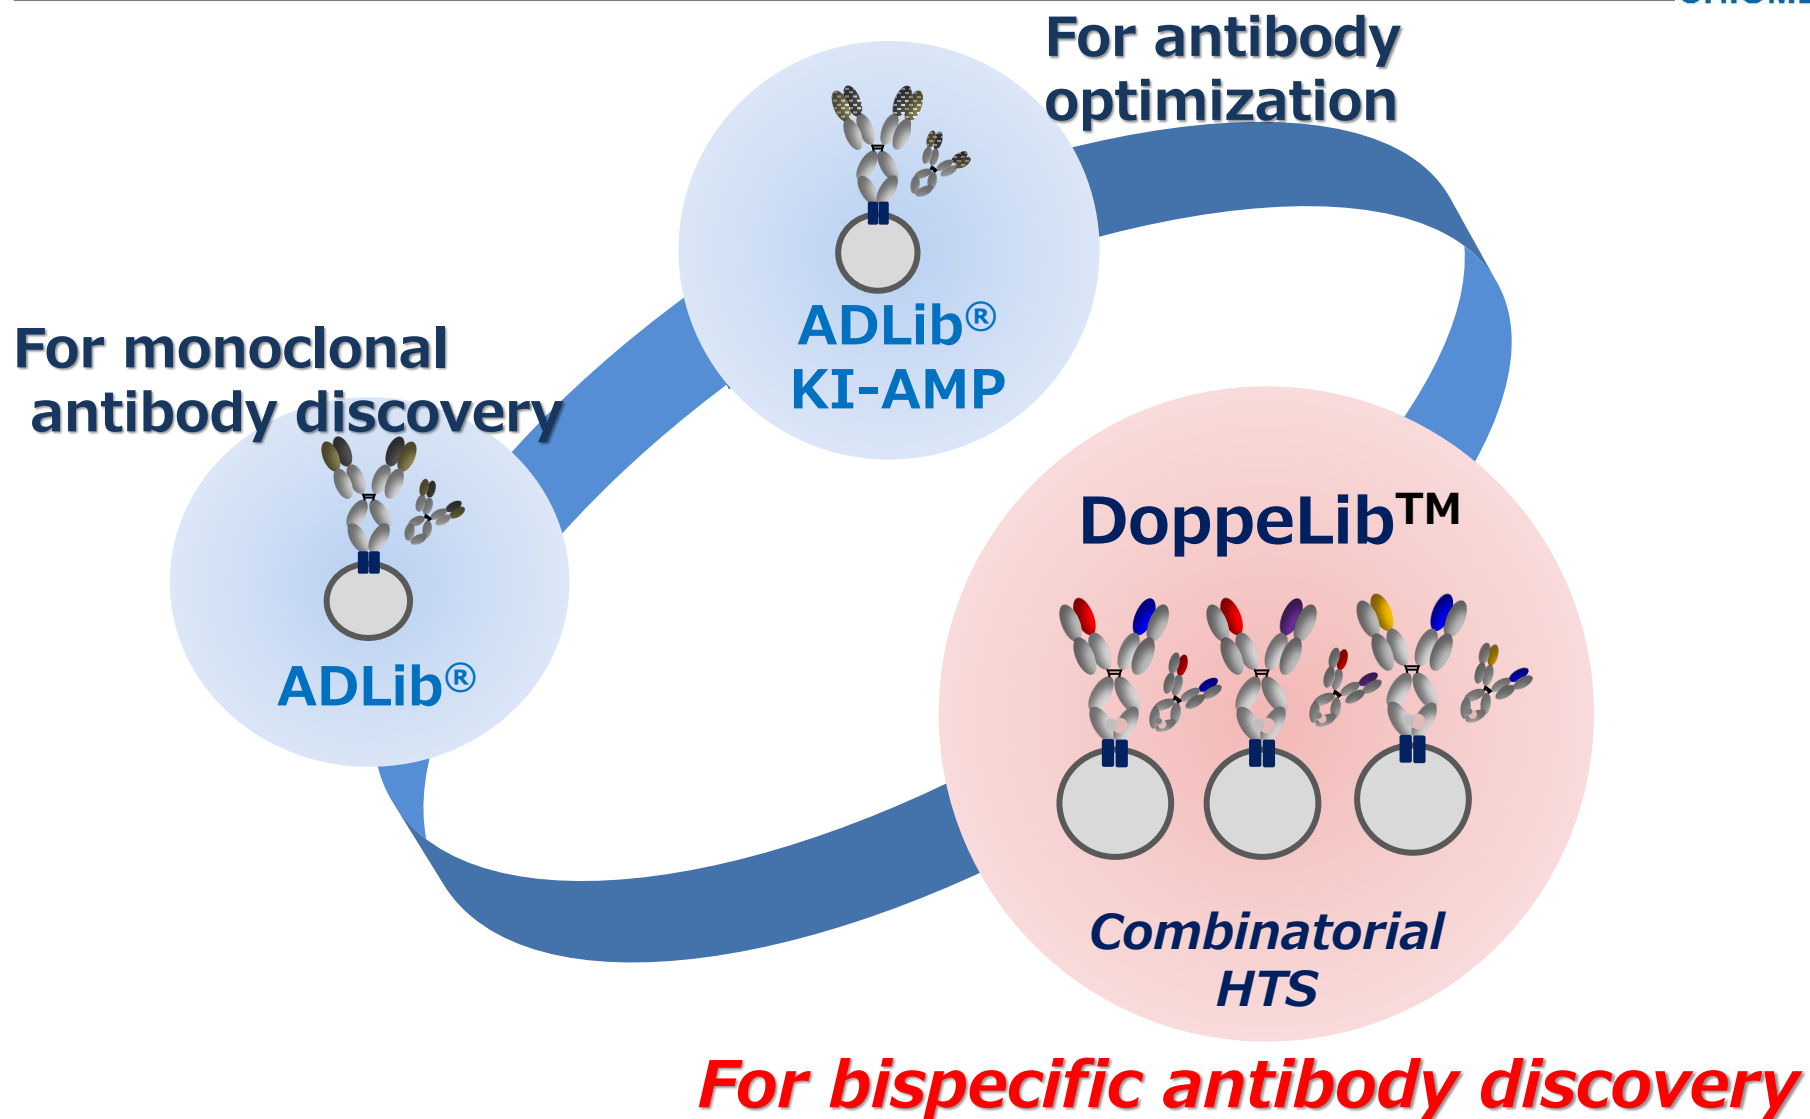 For antibody
optimization
ADLib®
KI-AMP
For monoclonal
antibody discovery
ADLib®
DoppeLib™
Combinatorial
HTS
For bispecific antibody discovery